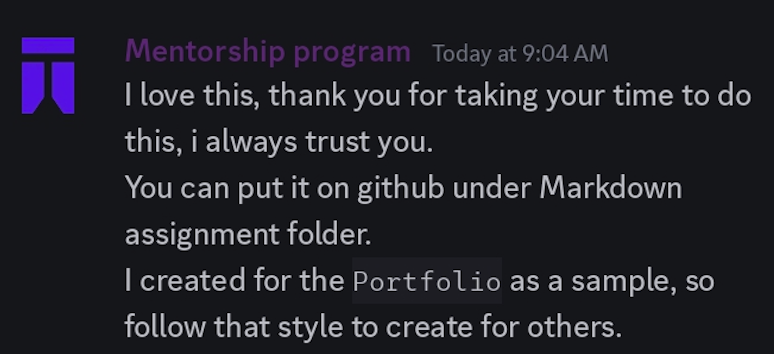 Mentorship program Today at 9:04 AM
I love this, thank you for taking your time to do
this, i always trust you.
You can put it on github under Markdown
assignment folder.
I created for the Portfolio as a sample, so
follow that style to create for others.